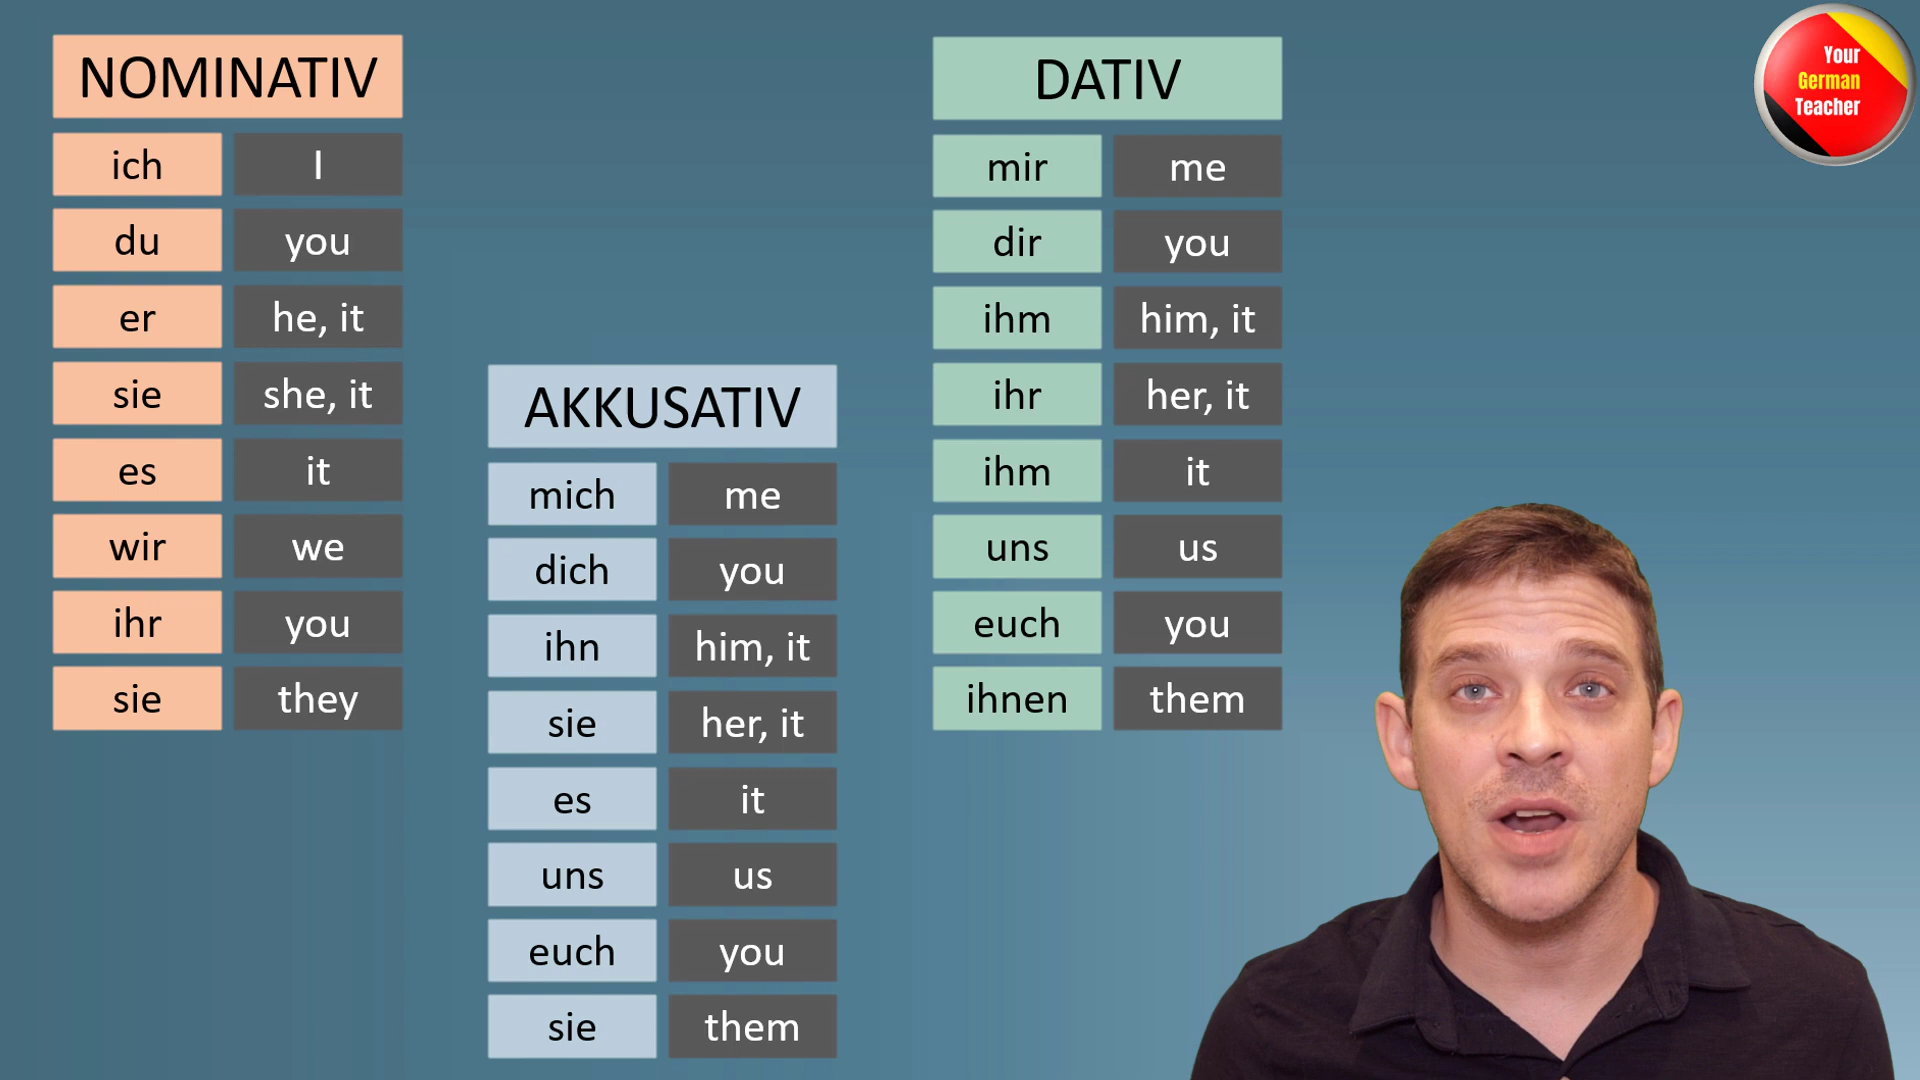 NOMINATIV
ich I
du you
er he, it
sie she, it
es it
wir we
ihr you
sie they
AKKUSATIV
mich me
dich you
ihn him, it
sie her, it
es it
uns us
euch you
sie them
DATIV
mir me
dir you
ihm him, it
ihr her, it
ihm it
uns us
euch you
ihnen them
Your
German
Teacher